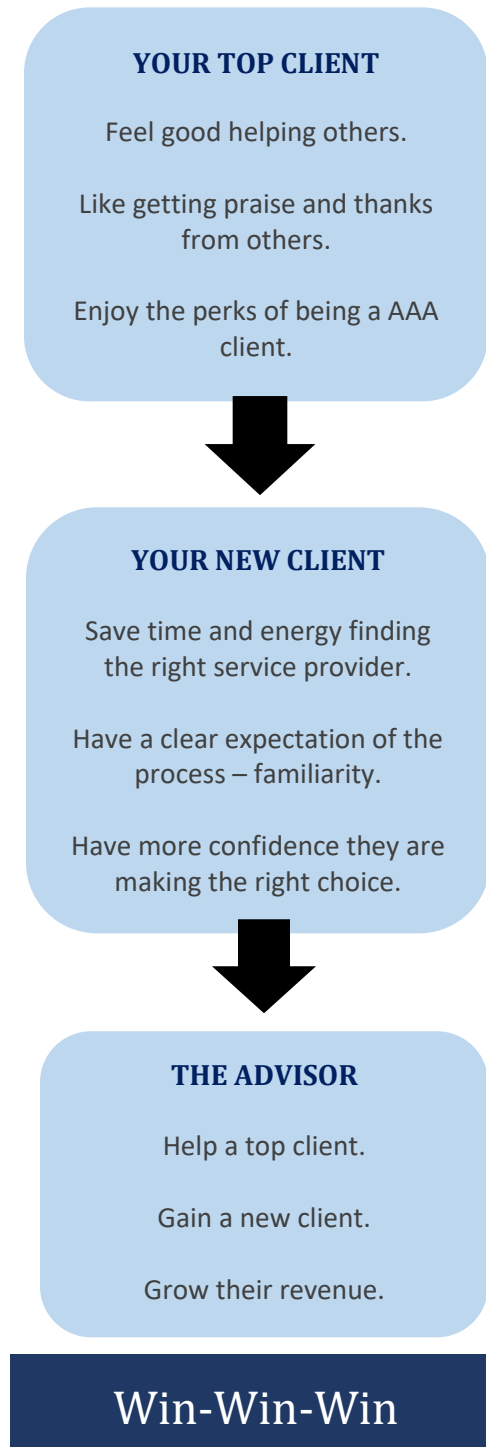 YOUR TOP CLIENT
Feel good helping others.
Like getting praise and thanks
from others.
Enjoy the perks of being a AAA
client.
YOUR NEW CLIENT
Save time and energy finding
the right service provider.
Have a clear expectation of the
process – familiarity.
Have more confidence they are
making the right choice.
THE ADVISOR
Help a top client.
Gain a new client.
Grow their revenue.
Win-Win-Win